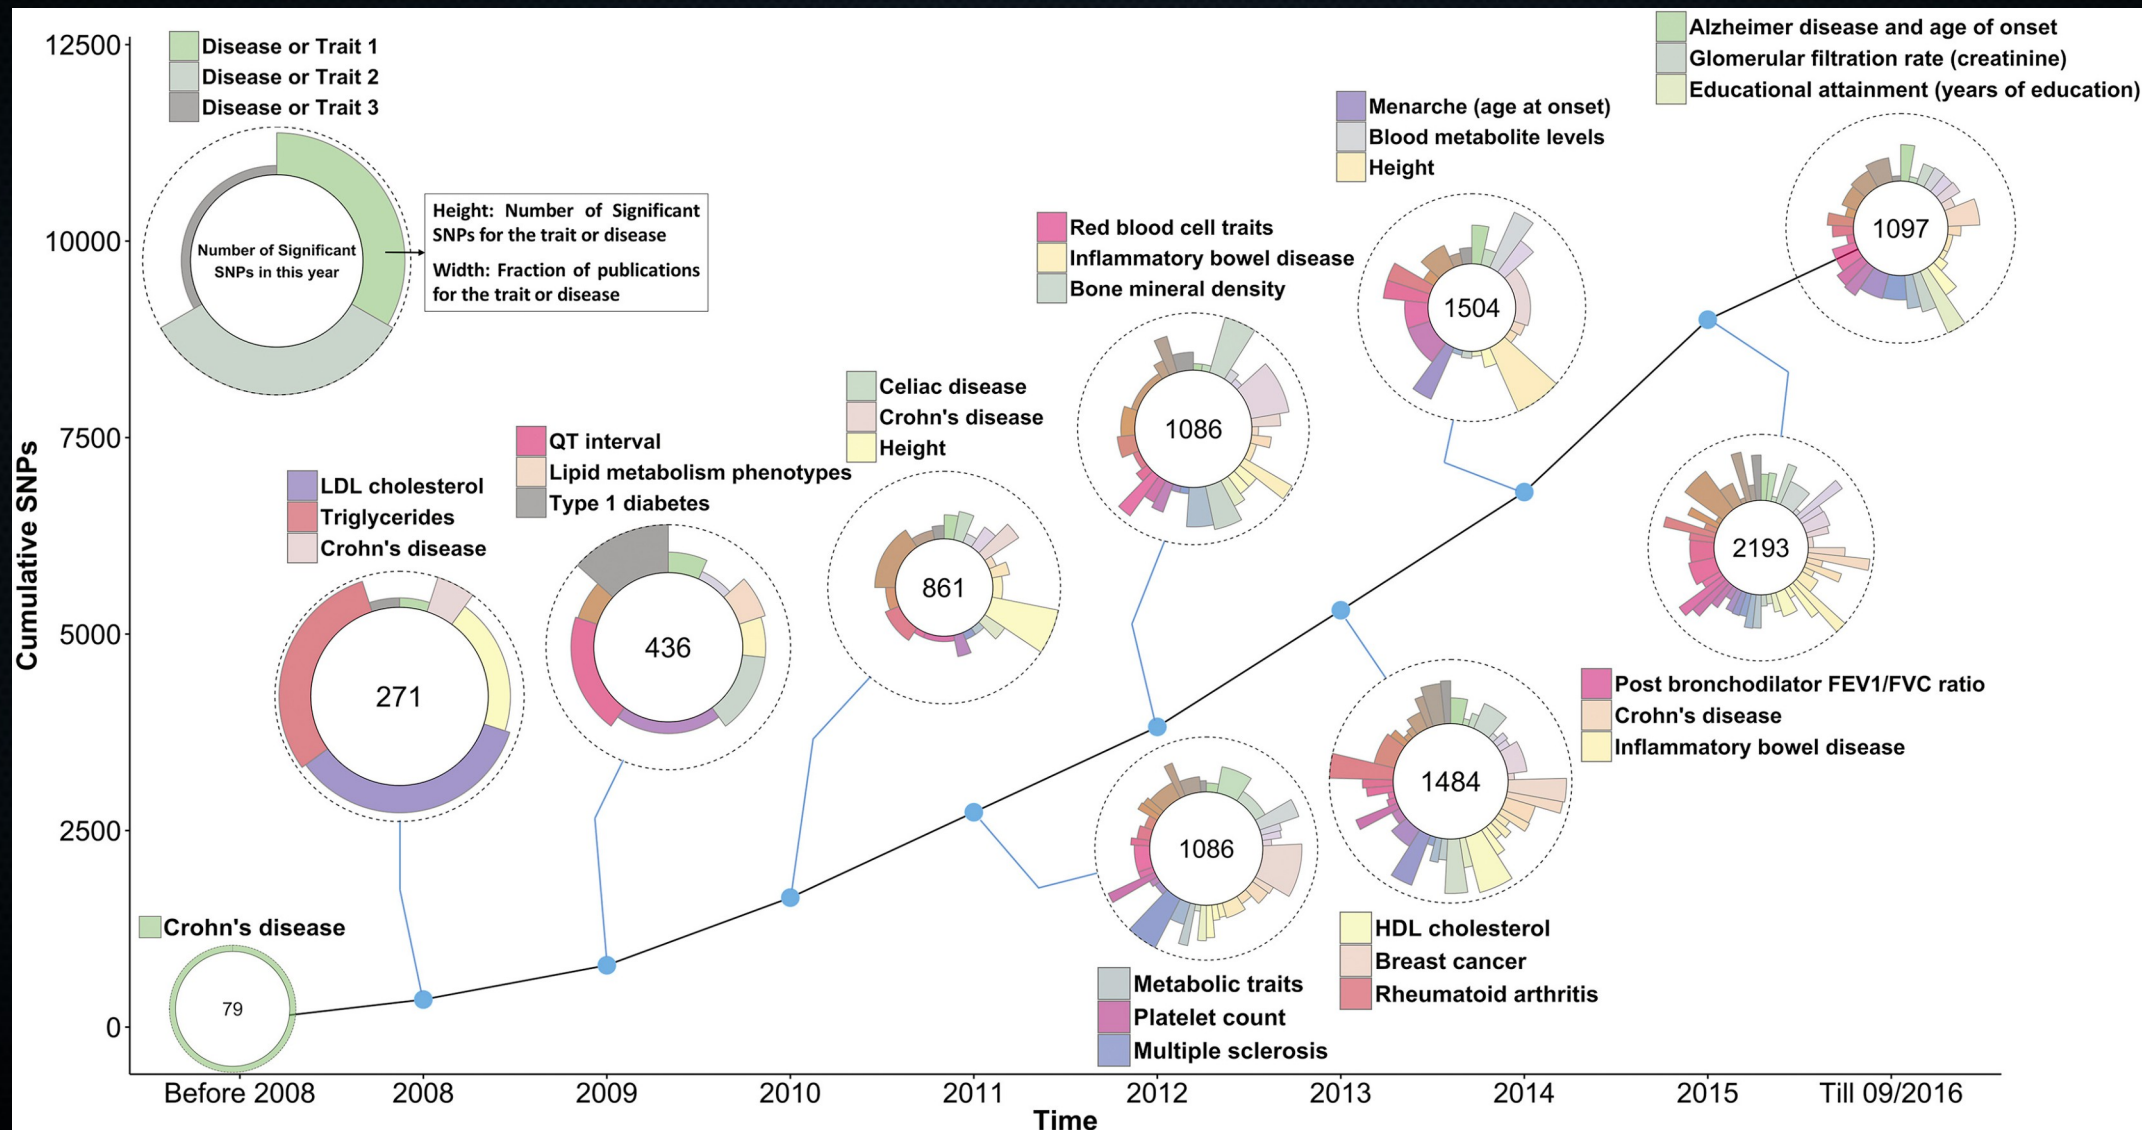 12500
10000
7500
5000
2500
0
Cumulative SNPs
Disease or Trait 1
Disease or Trait 2
Disease or Trait 3
Number of Significant
SNPs in this year
Height: Number of Significant
SNPs for the trait or disease
Width: Fraction of publications
for the trait or disease
Crohn's disease
79
LDL cholesterol
Triglycerides
Crohn's disease
271
QT interval
Lipid metabolism phenotypes
Type 1 diabetes
436
Celiac disease
Crohn's disease
Height
861
Red blood cell traits
Inflammatory bowel disease
Bone mineral density
1086
Menarche (age at onset)
Blood metabolite levels
Height
1504
Alzheimer disease and age of onset
Glomerular filtration rate (creatinine)
Educational attainment (years of education)
1097
2193
Post bronchodilator FEV1/FVC ratio
Crohn's disease
Inflammatory bowel disease
1484
HDL cholesterol
Breast cancer
Rheumatoid arthritis
1086
Metabolic traits
Platelet count
Multiple sclerosis
Before 2008
2008
2009
2010
2011
2012
2013
2014
2015
Till 09/2016
Time